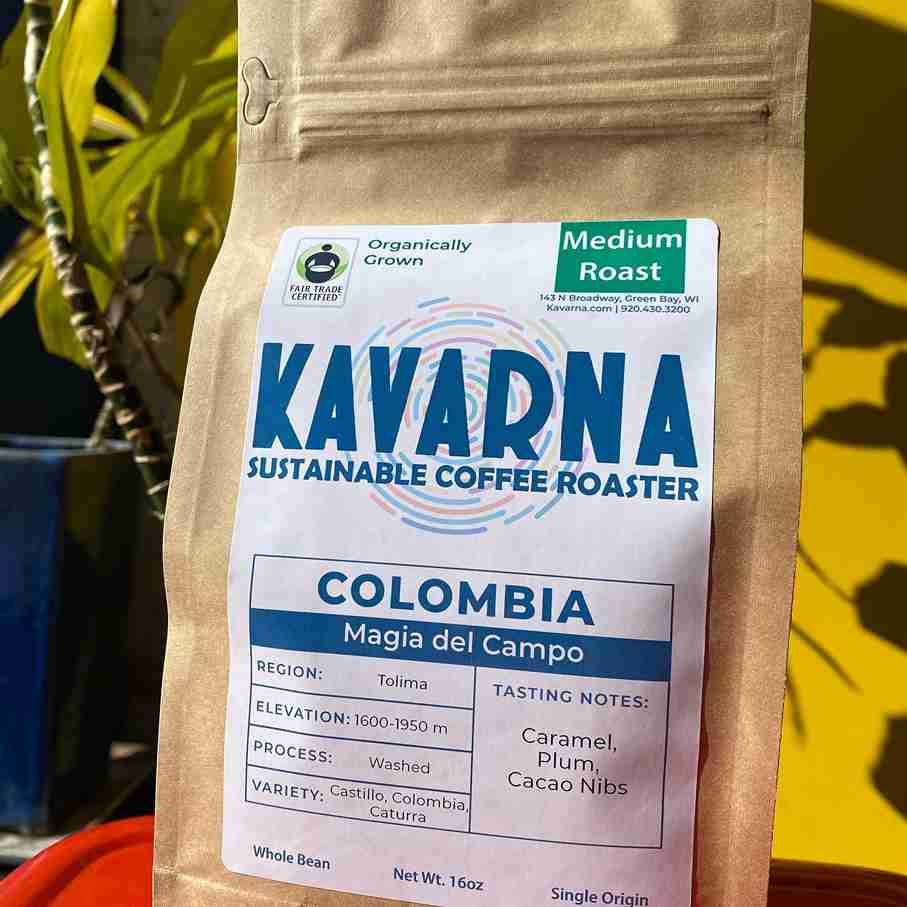 FAIR TRADE
CERTIFIED
Organically
Grown
Medium
Roast
143 N Broadway, Green Bay, WI
Kavarna.com | 920.430.3200
KAVARNA
SUSTAINABLE COFFEE ROASTER
COLOMBIA
Magia del Campo
REGION: Tolima
ELEVATION: 1600-1950 m
PROCESS: Washed
VARIETY: Castillo, Colombia,
Caturra
TASTING NOTES:
Caramel,
Plum,
Cacao Nibs
Whole Bean
Net Wt. 16oz
Single Origin